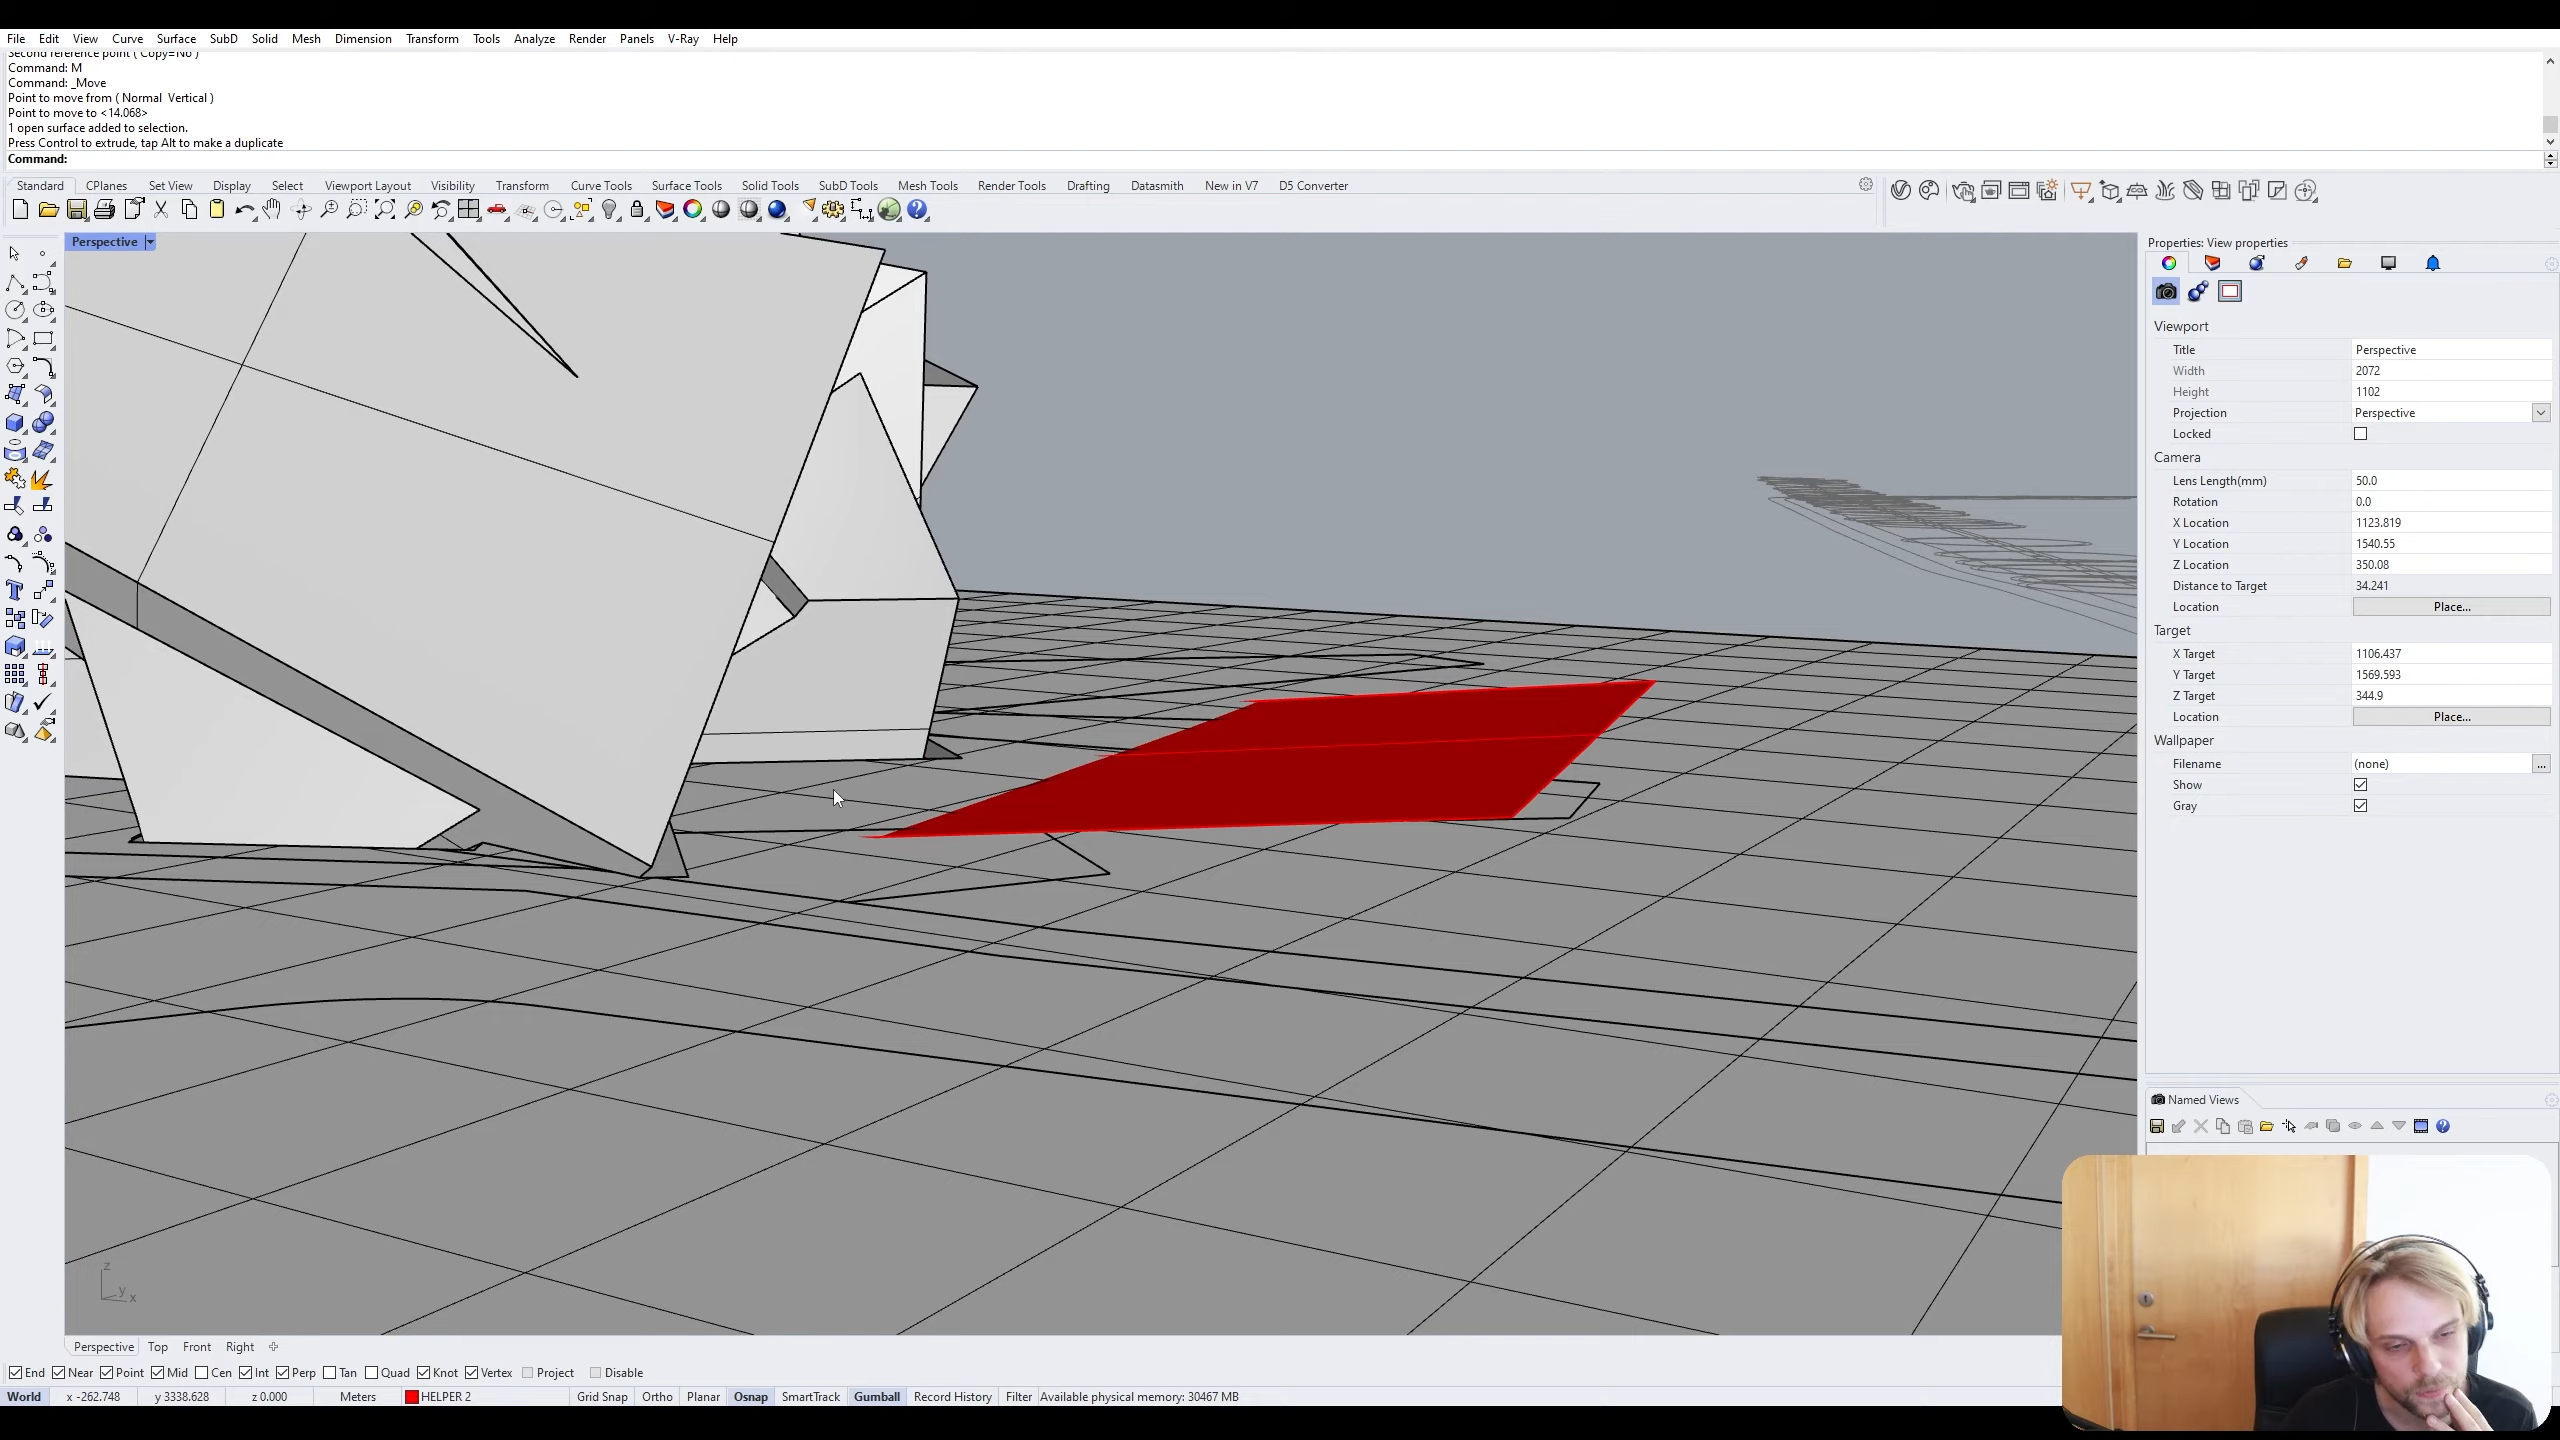 File Edit View Curve Surface SubD Solid Mesh Dimension Transform Tools Analyze Render Panels V-Ray Help
Second reference point ( Copy=No )
Command: M
Command: _Move
Point to move from ( Normal Vertical )
Point to move to <14.068>
1 open surface added to selection.
Press Control to extrude, tap Alt to make a duplicate
Command:
Standard CPlanes Set View Display Select Viewport Layout Visibility Transform Curve Tools Surface Tools Solid Tools SubD Tools Mesh Tools Render Tools Drafting Datasmith New in V7 D5 Converter
Perspective
Properties: View properties
Viewport
Title Perspective
Width 2072
Height 1102
Projection Perspective
Locked
Camera
Lens Length(mm) 50.0
Rotation 0.0
X Location 1123.819
Y Location 1540.55
Z Location 350.08
Distance to Target 34.241
Location Place...
Target
X Target 1106.437
Y Target 1569.593
Z Target 344.9
Location Place...
Wallpaper
Filename (none) ...
Show
Gray
Named Views
z
y
x
Perspective Top Front Right
End Near Point Mid Cen Int Perp Tan Quad Knot Vertex Project Disable
World x -262.748 y 3338.628 z 0.000 Meters HELPER 2 Grid Snap Ortho Planar Osnap SmartTrack Gumball Record History Filter Available physical memory: 30467 MB